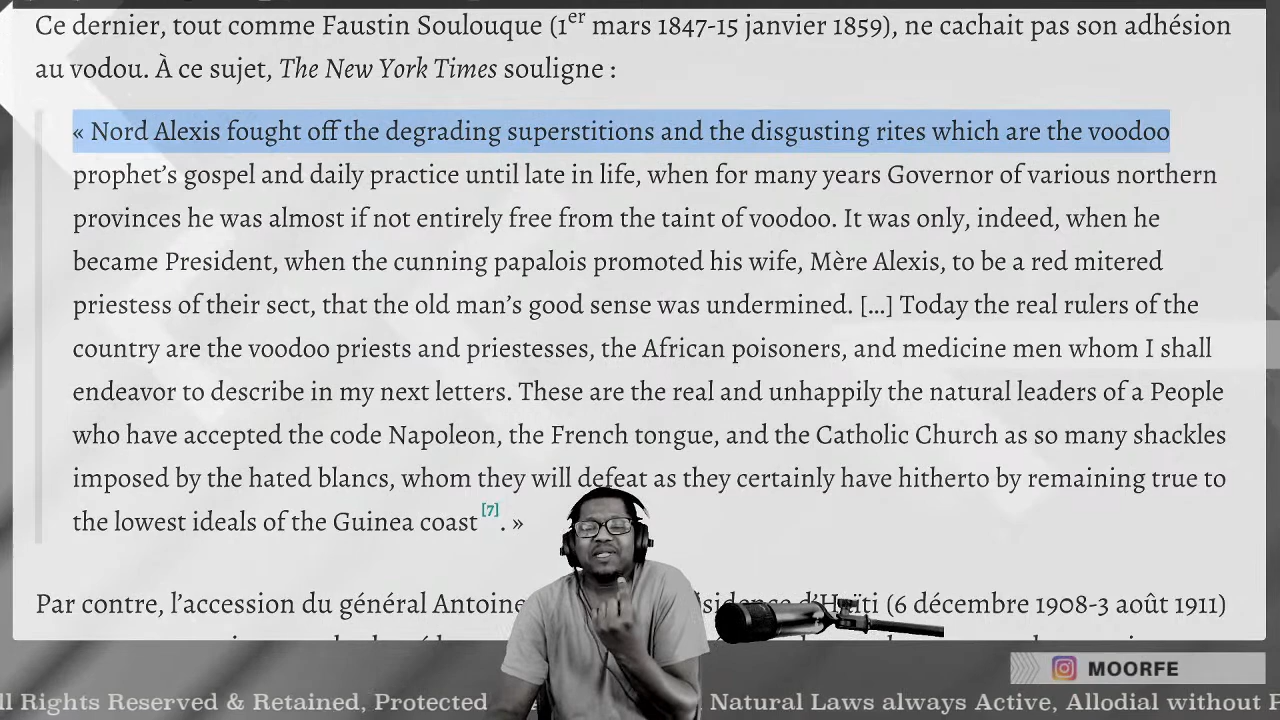 Ce dernier, tout comme Faustin Soulouque (1er mars 1847-15 janvier 1859), ne cachait pas son adhésion
au vodou. À ce sujet, The New York Times souligne :
« Nord Alexis fought off the degrading superstitions and the disgusting rites which are the voodoo
prophet’s gospel and daily practice until late in life, when for many years Governor of various northern
provinces he was almost if not entirely free from the taint of voodoo. It was only, indeed, when he
became President, when the cunning papalois promoted his wife, Mère Alexis, to be a red mitered
priestess of their sect, that the old man’s good sense was undermined. [...] Today the real rulers of the
country are the voodoo priests and priestesses, the African poisoners, and medicine men whom I shall
endeavor to describe in my next letters. These are the real and unhappily the natural leaders of a People
who have accepted the code Napoleon, the French tongue, and the Catholic Church as so many shackles
imposed by the hated blancs, whom they will defeat as they certainly have hitherto by remaining true to
the lowest ideals of the Guinea coast [7]. »
Par contre, l’accession du général Antoine d’Haïti (6 décembre 1908-3 août 1911)
MOORFE
Rights Reserved & Retained, Protected Natural Laws always Active, Allodial without